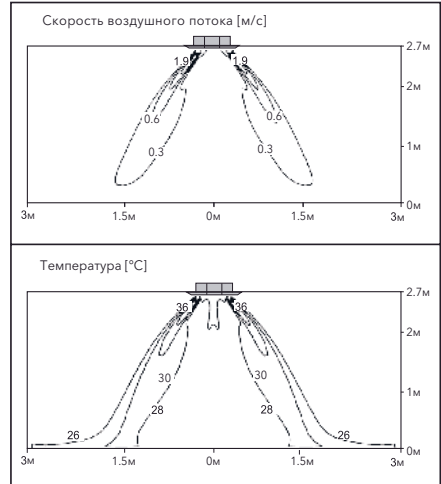 Скорость воздушного потока [м/с]
2.7м
1.9 1.9
2м
0.6 0.6
0.3 0.3
1м
0м
3м 1.5м 0м 1.5м 3м
Температура [°C]
2.7м
36 36
2м
30 30
1м
28 28
26 26
0м
3м 1.5м 0м 1.5м 3м